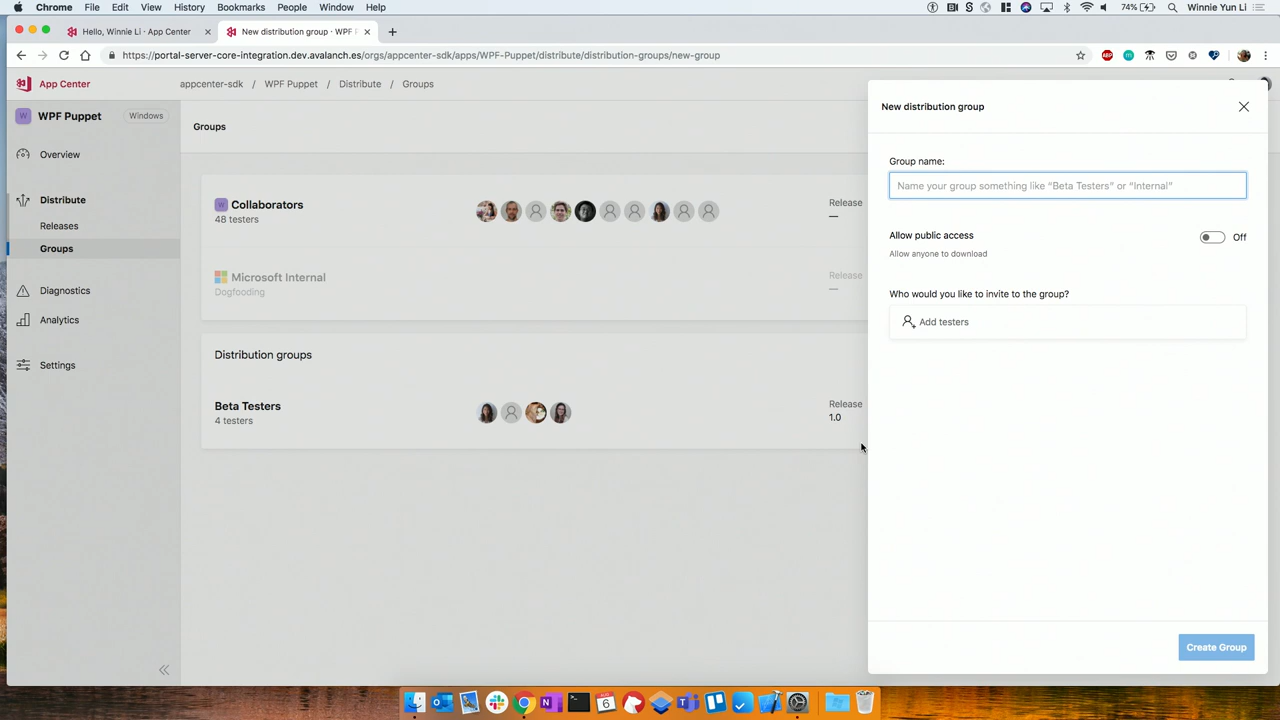 Chrome File Edit View History Bookmarks People Window Help 74% Winnie Yun Li
Hello, Winnie Li · App Center
New distribution group · WPF
https://portal-server-core-integration.dev.avalanch.es/orgs/appcenter-sdk/apps/WPF-Puppet/distribute/distribution-groups/new-group
App Center
appcenter-sdk > WPF Puppet > Distribute > Groups
W WPF Puppet Windows
Overview
Distribute
Releases
Groups
Diagnostics
Analytics
Settings
Groups
W Collaborators
48 testers
Release
—
Microsoft Internal
Dogfooding
Release
—
Distribution groups
Beta Testers
4 testers
Release
1.0
New distribution group
Group name:
Name your group something like “Beta Testers” or “Internal”
Allow public access
Off
Allow anyone to download
Who would you like to invite to the group?
Add testers
Create Group
6